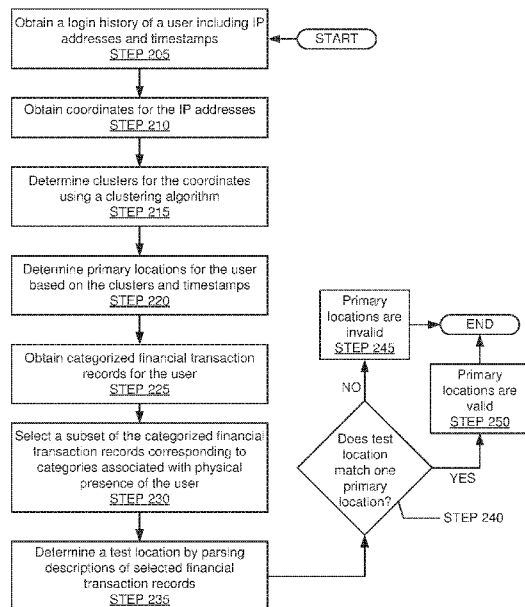 Obtain a login history of a user including IP
addresses and timestamps
STEP 205
START
Obtain coordinates for the IP addresses
STEP 210
Determine clusters for the coordinates
using a clustering algorithm
STEP 215
Determine primary locations for the user
based on the clusters and timestamps
STEP 220
Obtain categorized financial transaction
records for the user
STEP 225
Select a subset of the categorized financial
transaction records corresponding to
categories associated with physical
presence of the user
STEP 230
Determine a test location by parsing
descriptions of selected financial
transaction records
STEP 235
Does test
location
match one
primary
location?
STEP 240
NO
Primary
locations are
invalid
STEP 245
YES
Primary
locations are
valid
STEP 250
END